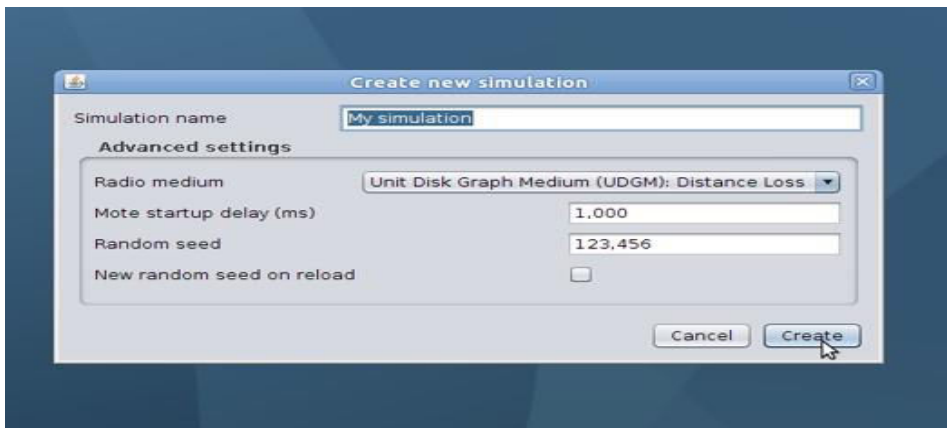 Create new simulation
Simulation name My simulation
Advanced settings
Radio medium Unit Disk Graph Medium (UDGM): Distance Loss
Mote startup delay (ms) 1,000
Random seed 123,456
New random seed on reload
Cancel Create